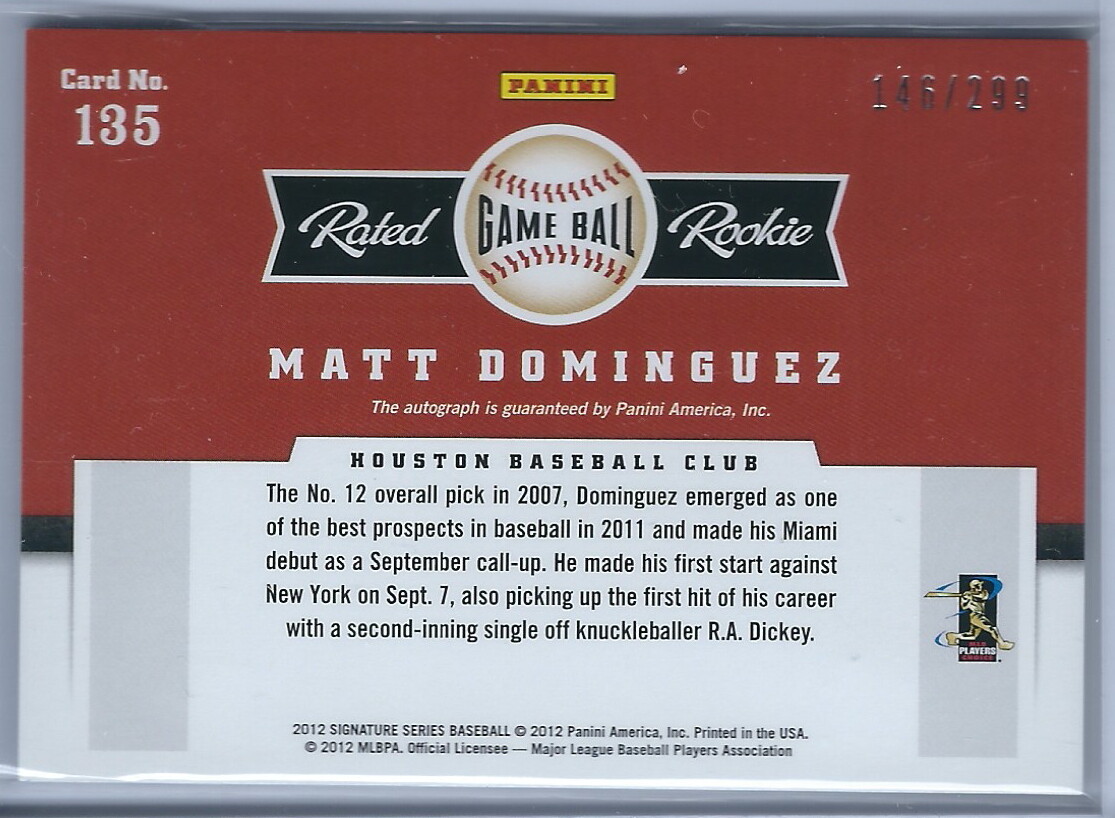 Card No.
135
PANINI
146/299
Rated
GAME BALL
Rookie
MATT DOMINGUEZ
The autograph is guaranteed by Panini America, Inc.
HOUSTON BASEBALL CLUB
The No. 12 overall pick in 2007, Dominguez emerged as one
of the best prospects in baseball in 2011 and made his Miami
debut as a September call-up. He made his first start against
New York on Sept. 7, also picking up the first hit of his career
with a second-inning single off knuckleballer R.A. Dickey.
MLB
PLAYERS
CHOICE
2012 SIGNATURE SERIES BASEBALL © 2012 Panini America, Inc. Printed in the USA.
© 2012 MLBPA. Official Licensee — Major League Baseball Players Association